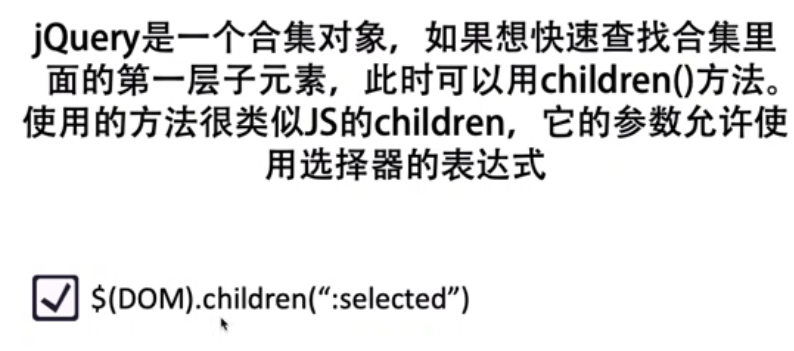 jQuery是一个合集对象，如果想快速查找合集里
面的第一层子元素，此时可以用children()方法。
使用的方法很类似JS的children，它的参数允许使
用选择器的表达式
$(DOM).children(“:selected”)